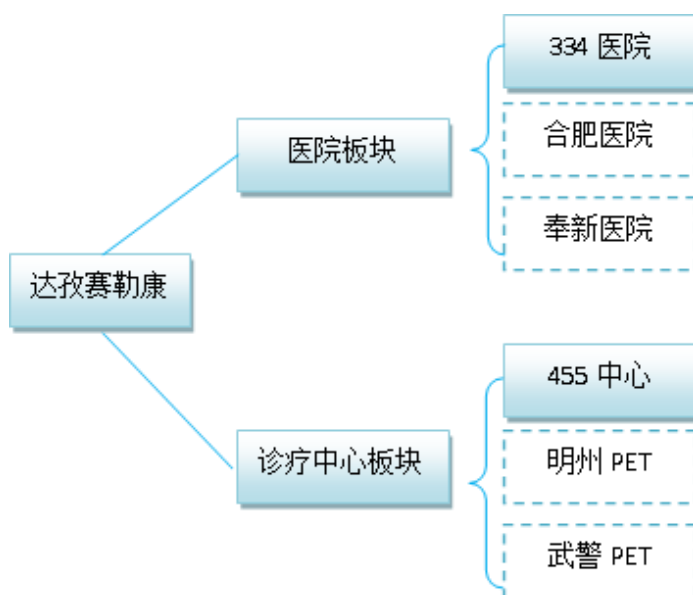 达孜赛勒康
医院板块
334 医院
合肥医院
奉新医院
诊疗中心板块
455 中心
明州 PET
武警 PET